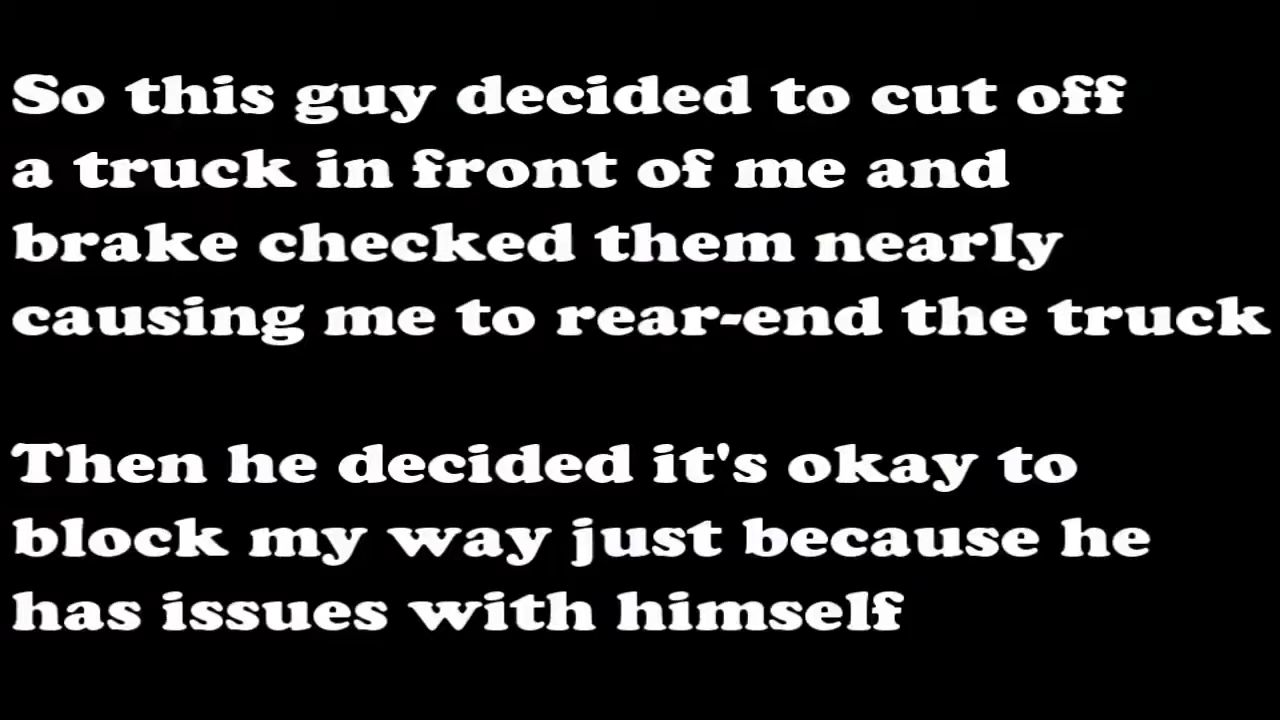 So this guy decided to cut off
a truck in front of me and
brake checked them nearly
causing me to rear-end the truck
Then he decided it's okay to
block my way just because he
has issues with himself